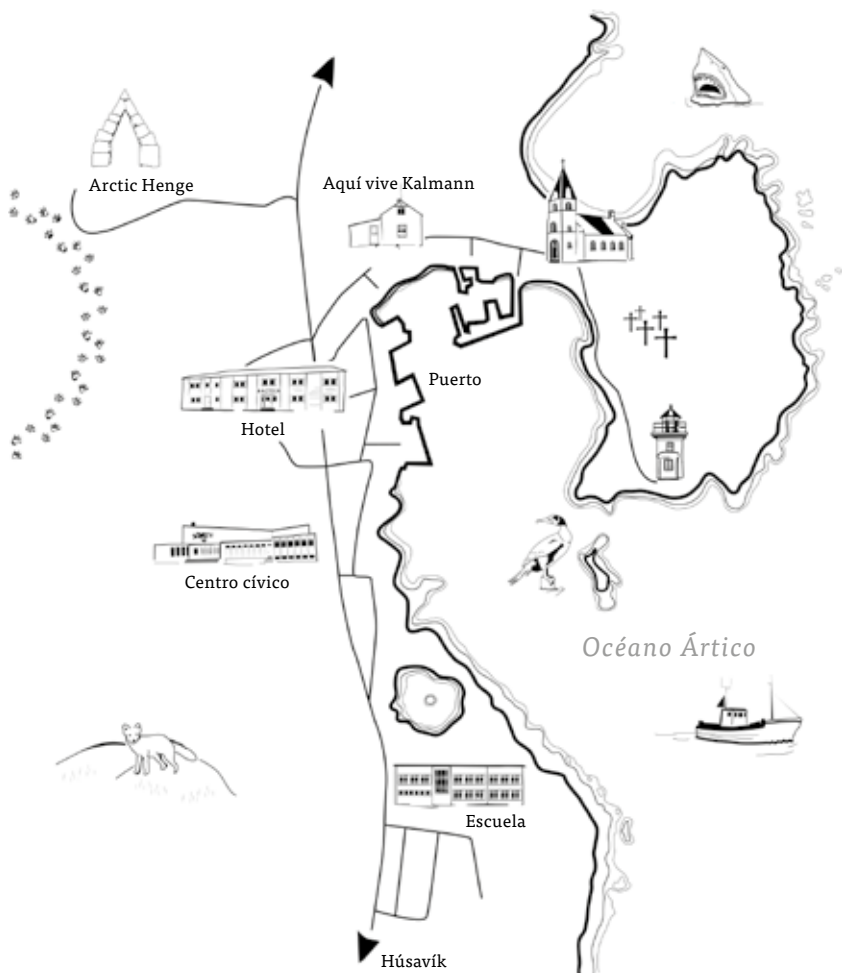 Arctic Henge
Aquí vive Kalmann
Puerto
Hotel
Centro cívico
Océano Ártico
Escuela
Húsavík